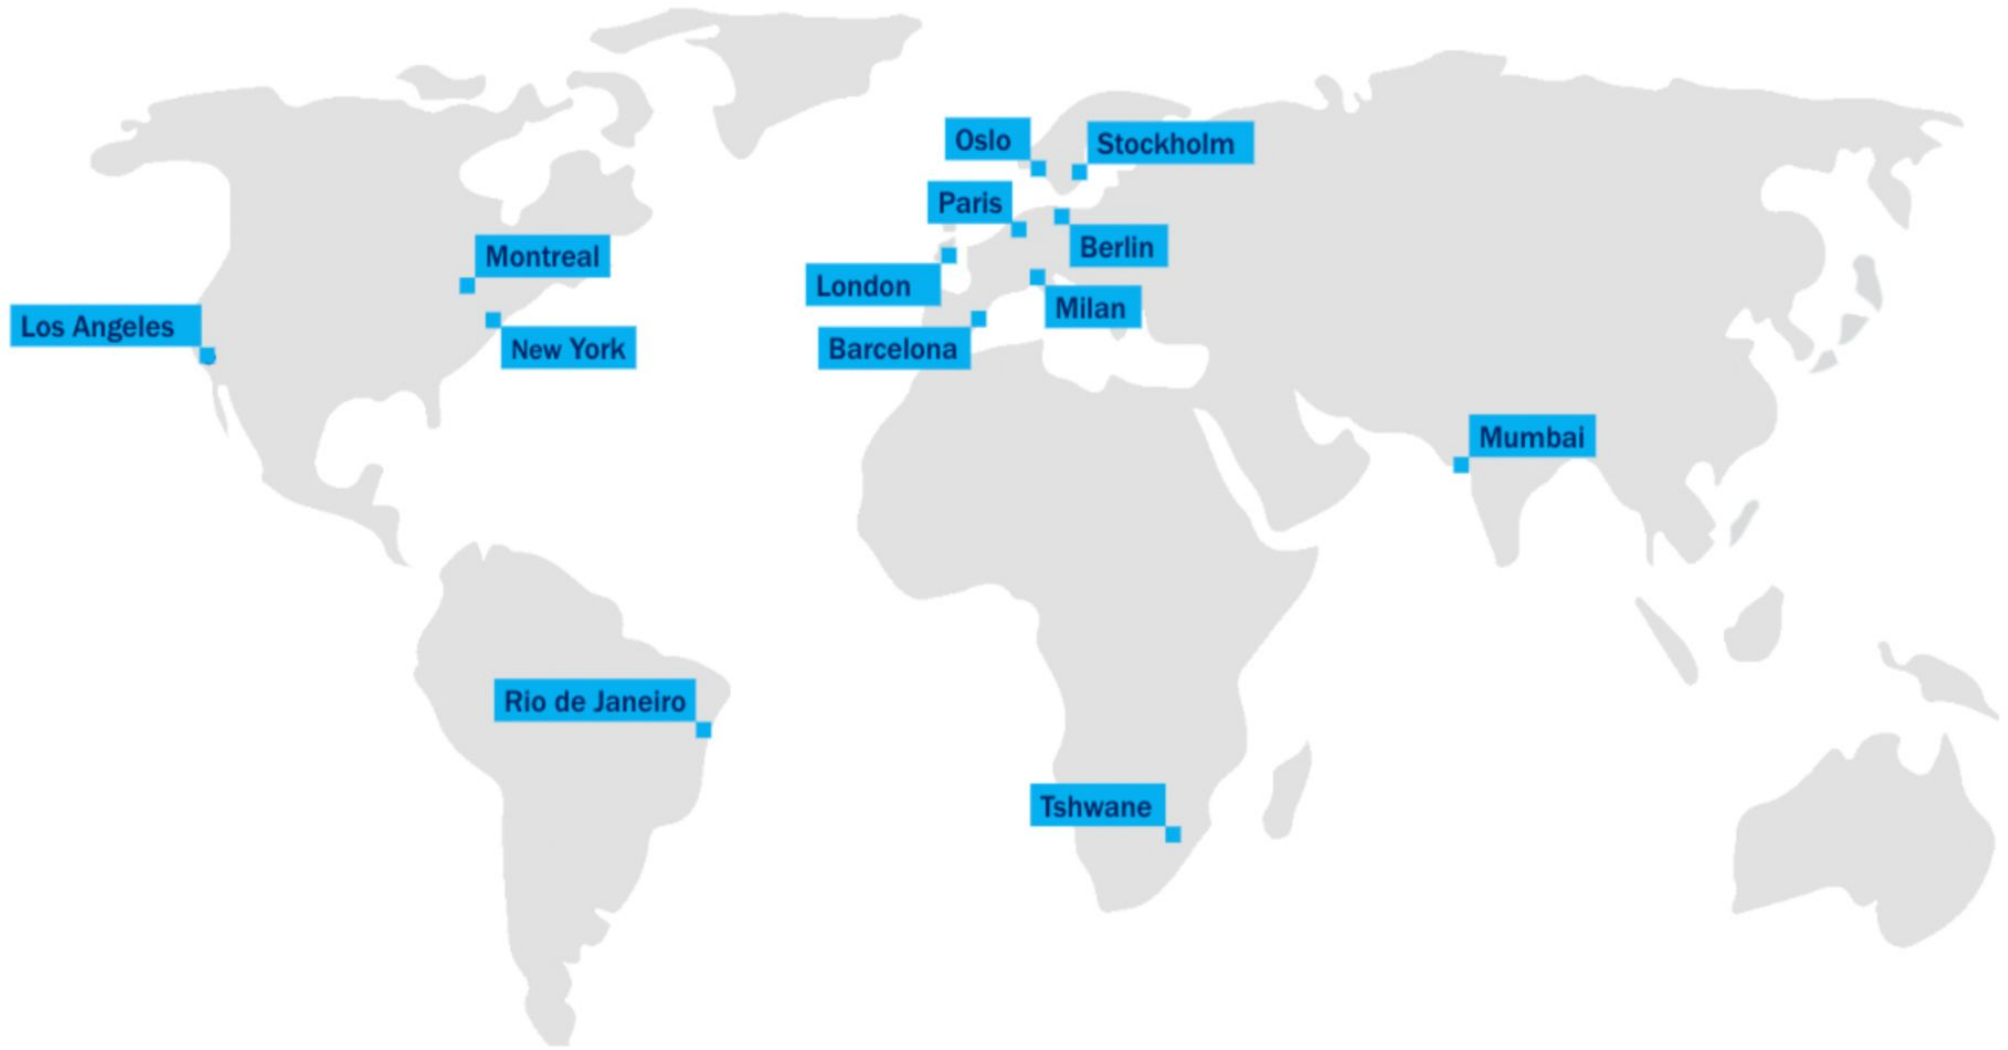 Oslo
Stockholm
Paris
Berlin
Montreal
London
Milan
Los Angeles
New York
Barcelona
Mumbai
Rio de Janeiro
Tshwane